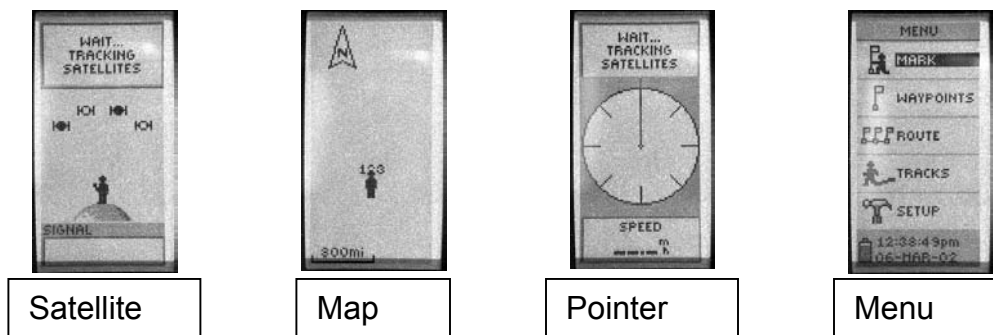 WAIT...
TRACKING
SATELLITES
SIGNAL
Satellite
N
123
800mi
Map
WAIT...
TRACKING
SATELLITES
SPEED
m
h
Pointer
MENU
MARK
WAYPOINTS
ROUTE
TRACKS
SETUP
12:38:49pm
06-MAR-02
Menu